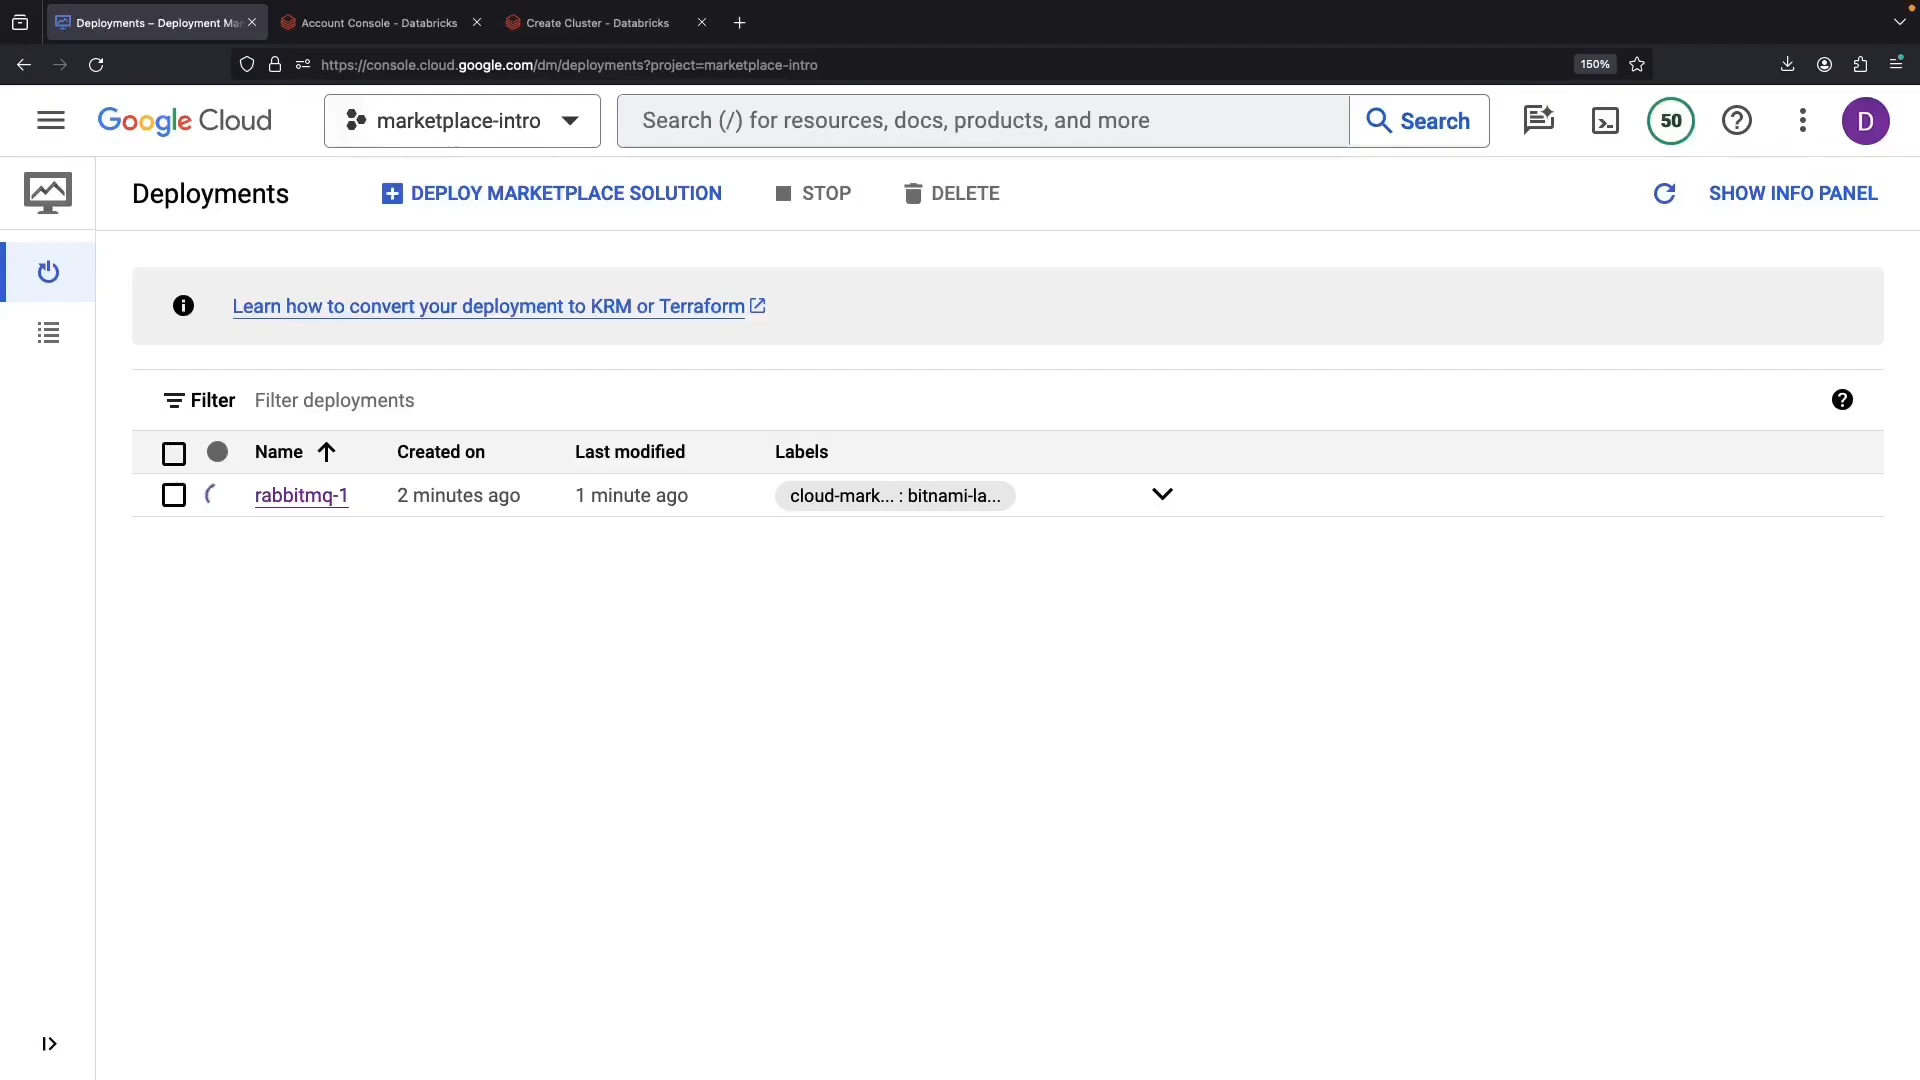 Deployments – Deployment Ma
Account Console - Databricks
Create Cluster - Databricks
https://console.cloud.google.com/dm/deployments?project=marketplace-intro
150%
Google Cloud
marketplace-intro
Search (/) for resources, docs, products, and more
Search
50
D
Deployments
DEPLOY MARKETPLACE SOLUTION
STOP
DELETE
SHOW INFO PANEL
Learn how to convert your deployment to KRM or Terraform
Filter Filter deployments
Name Created on Last modified Labels
rabbitmq-1 2 minutes ago 1 minute ago cloud-mark... : bitnami-la...